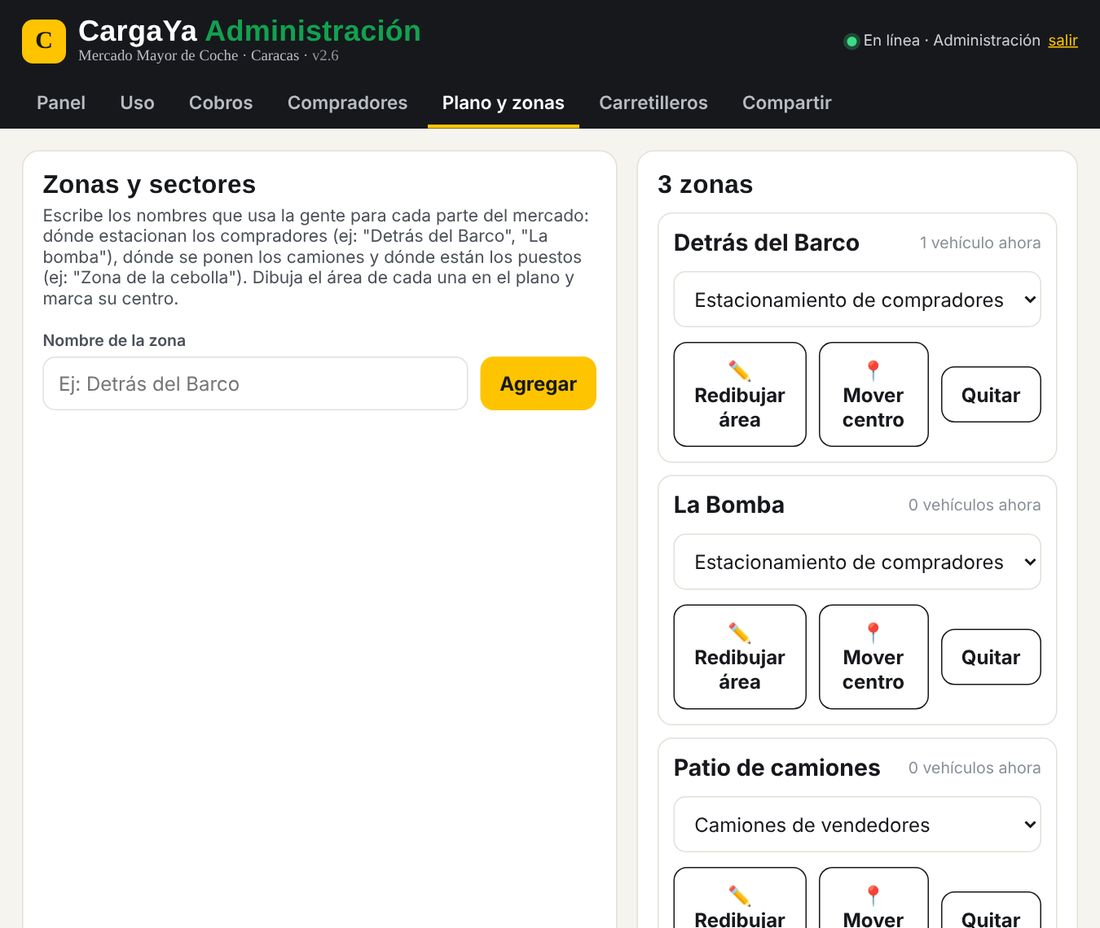 C
CargaYa Administración
Mercado Mayor de Coche · Caracas · v2.6
En línea · Administración salir
Panel Uso Cobros Compradores Plano y zonas Carretilleros Compartir
Zonas y sectores
Escribe los nombres que usa la gente para cada parte del mercado:
dónde estacionan los compradores (ej: "Detrás del Barco", "La
bomba"), dónde se ponen los camiones y dónde están los puestos
(ej: "Zona de la cebolla"). Dibuja el área de cada una en el plano y
marca su centro.
Nombre de la zona
Ej: Detrás del Barco
Agregar
3 zonas
Detrás del Barco
1 vehículo ahora
Estacionamiento de compradores
✏️
Redibujar
área
📍
Mover
centro
Quitar
La Bomba
0 vehículos ahora
Estacionamiento de compradores
✏️
Redibujar
área
📍
Mover
centro
Quitar
Patio de camiones
0 vehículos ahora
Camiones de vendedores
✏️
Redibujar
📍
Mover
Quitar